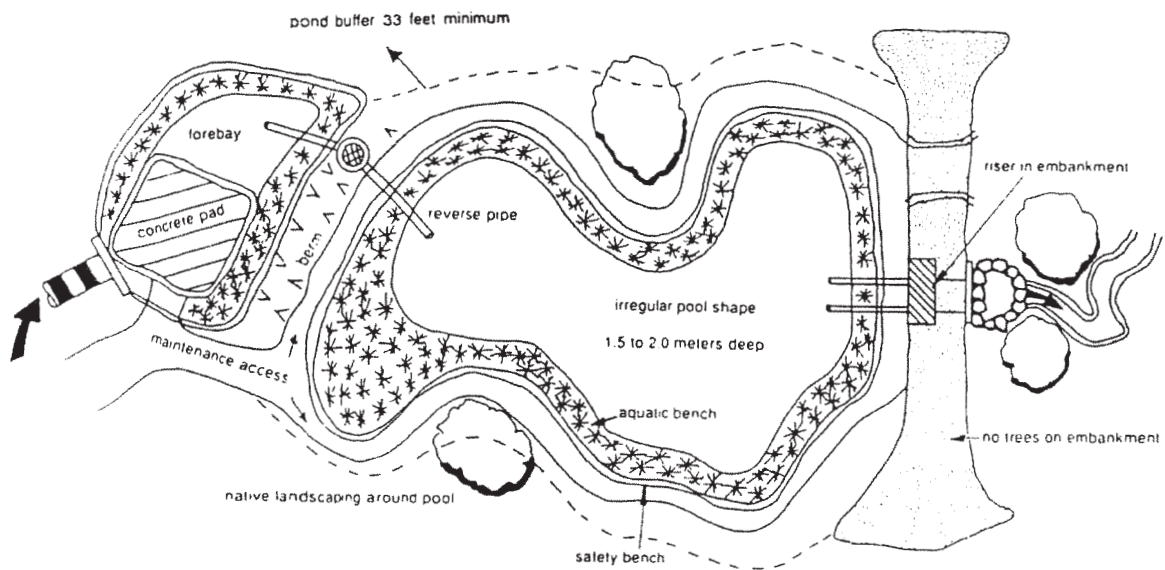 pond buffer 33 feet minimum
forebay
riser in embankment
concrete pad
reverse pipe
berm
irregular pool shape
1.5 to 2.0 meters deep
maintenance access
aquatic bench
no trees on embankment
native landscaping around pool
safety bench